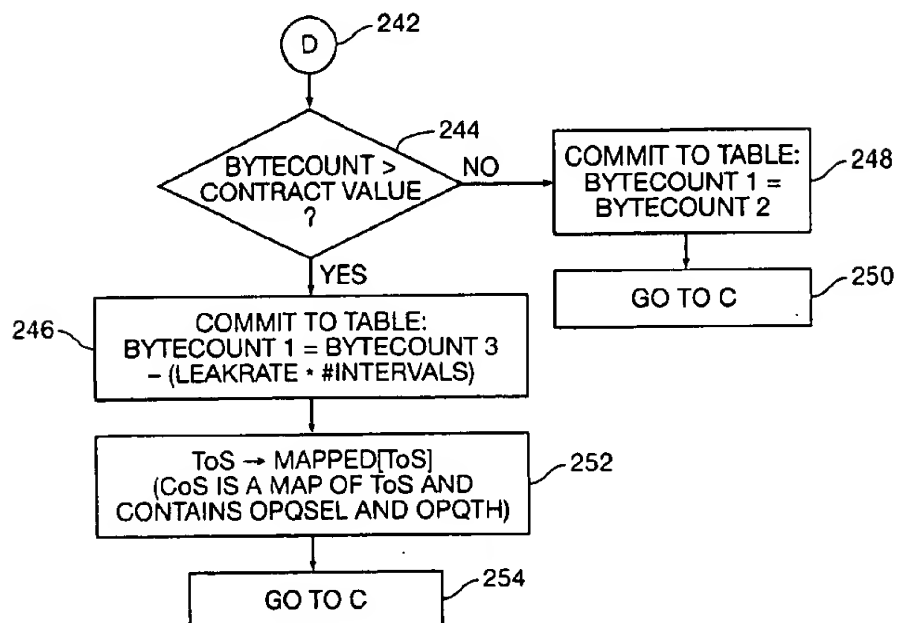 D
242
244
BYTECOUNT >
CONTRACT VALUE
?
NO
COMMIT TO TABLE:
BYTECOUNT 1 =
BYTECOUNT 2
248
YES
GO TO C
250
246
COMMIT TO TABLE:
BYTECOUNT 1 = BYTECOUNT 3
– (LEAKRATE * #INTERVALS)
ToS → MAPPED[ToS]
(CoS IS A MAP OF ToS AND
CONTAINS OPQSEL AND OPQTH)
252
GO TO C
254